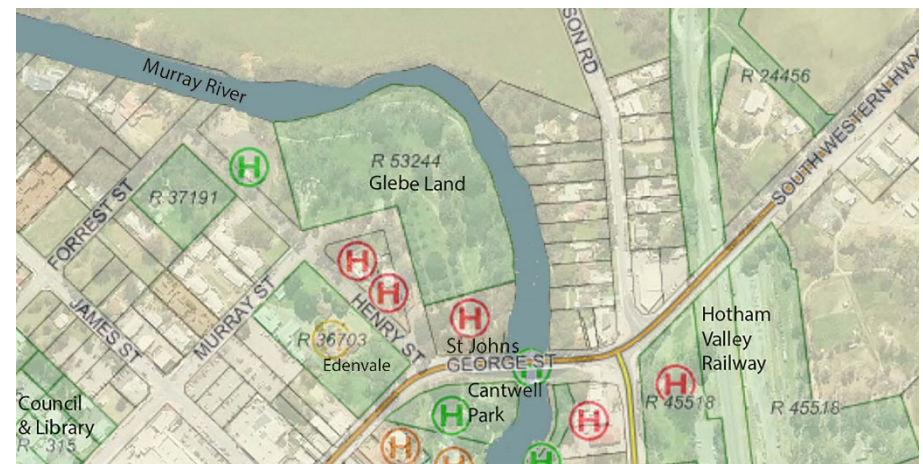 SON RD
R 24456
SOUTH WESTERN HWY
Murray River
H
R 53244
Glebe Land
R 37191
FORREST ST
H
H
JAMES ST
MURRAY ST
HENRY ST
R 36703
Edenvale
H
St Johns
GEORGE ST
H
Hotham
Valley
Railway
Cantwell
Park
H
H
H
R 45518
R 45518
Council
& Library
R 315
H
H
H